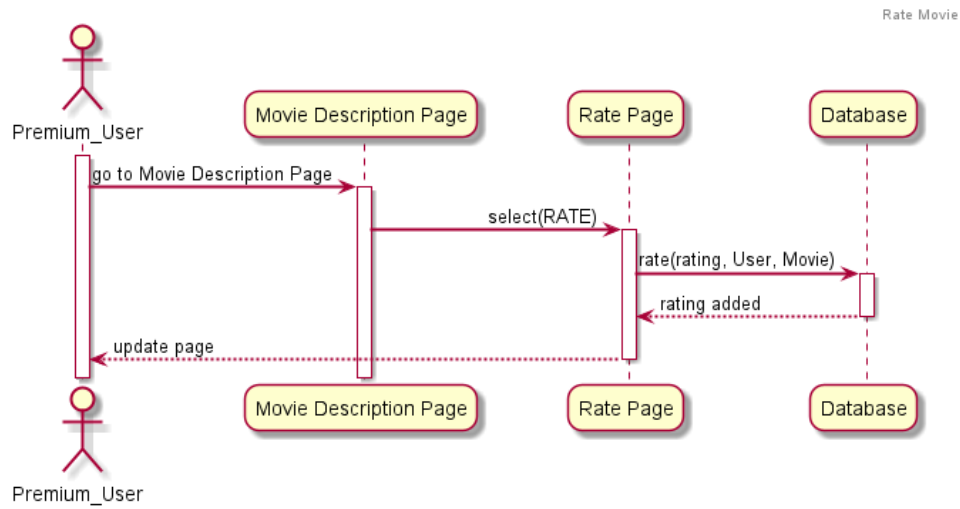 Rate Movie
Premium_User
Movie Description Page
Rate Page
Database
go to Movie Description Page
select(RATE)
rate(rating, User, Movie)
rating added
update page
Movie Description Page
Rate Page
Database
Premium_User